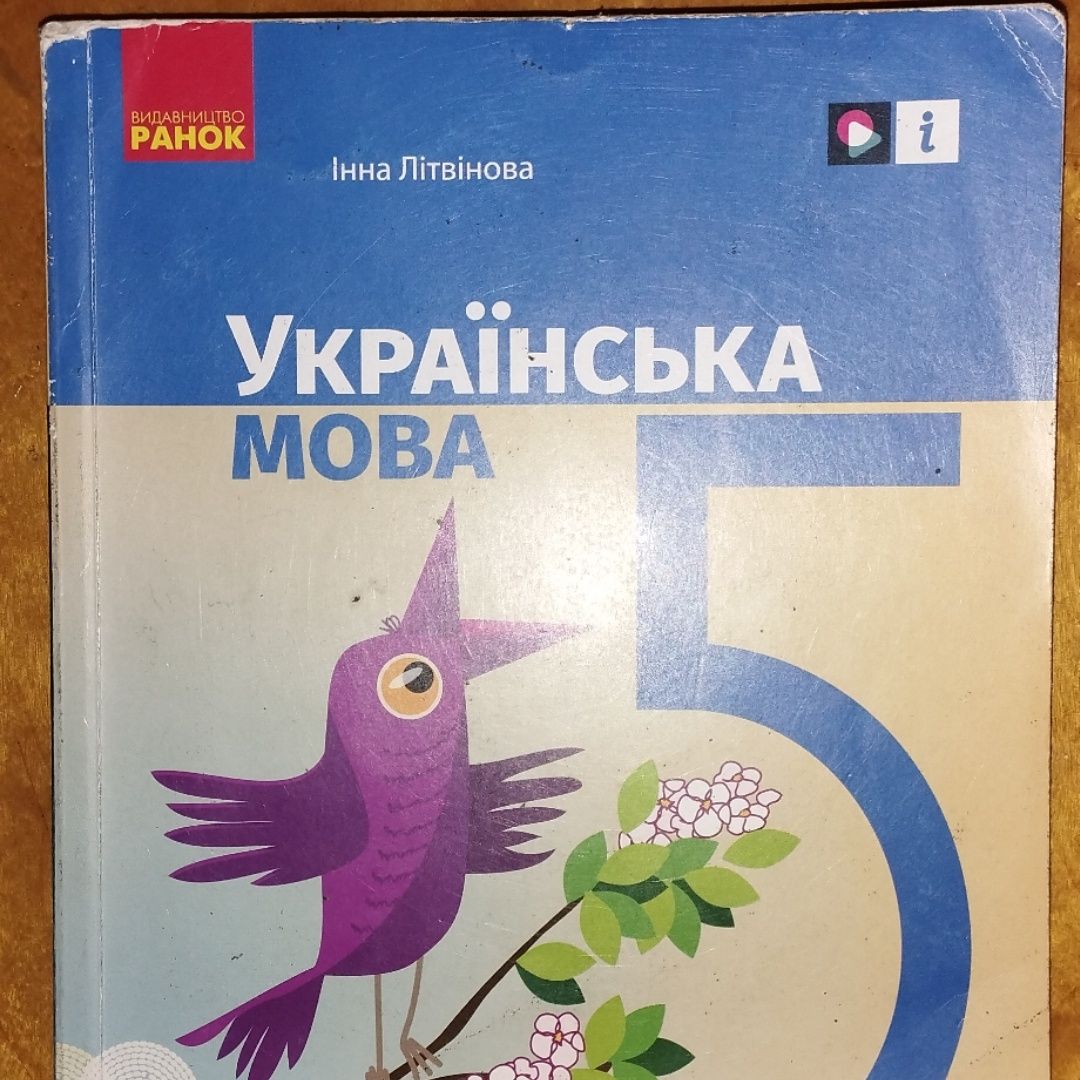 ВИДАВНИЦТВО
РАНОК
Інна Літвінова
i
УКРАЇНСЬКА
МОВА
5